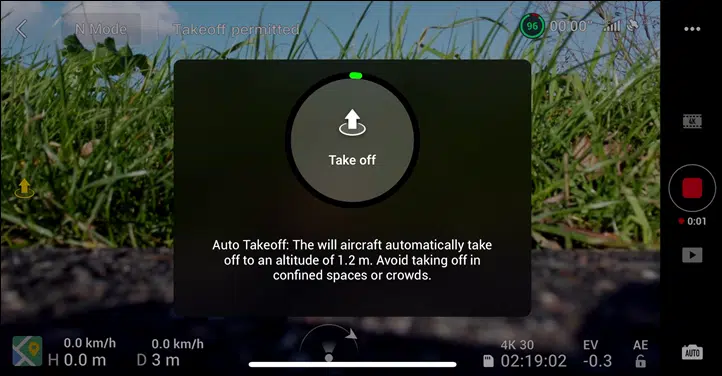 N Mode
Takeoff permitted
96
00:00
Take off
Auto Takeoff: The will aircraft automatically take
off to an altitude of 1.2 m. Avoid taking off in
confined spaces or crowds.
4K
0:01
0.0 km/h
0.0 km/h
H 0.0 m
D 3 m
4K 30
02:19:02
EV
-0.3
AE
AUTO